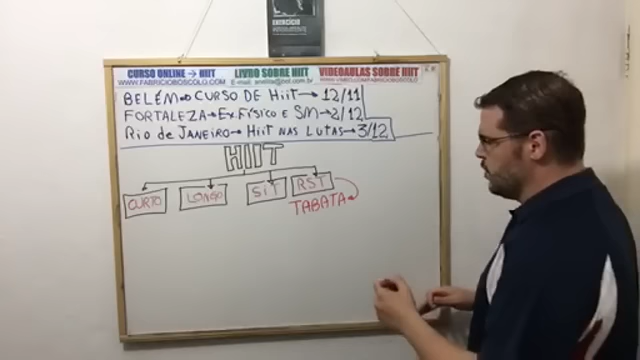 EXERCÍCIO
CURSO ONLINE → HIIT LIVRO SOBRE HIIT VIDEOAULAS SOBRE HIIT
WWW.FABRICIOBOSCOLO.COM
BELÉM → CURSO DE HiiT → 12/11
FORTALEZA → Ex. Físico E SM → 2/12
Rio de JANEIRO → HiiT NAS LUTAS → 3/12
HIIT
CURTO LONGO SiT RST
TABATA